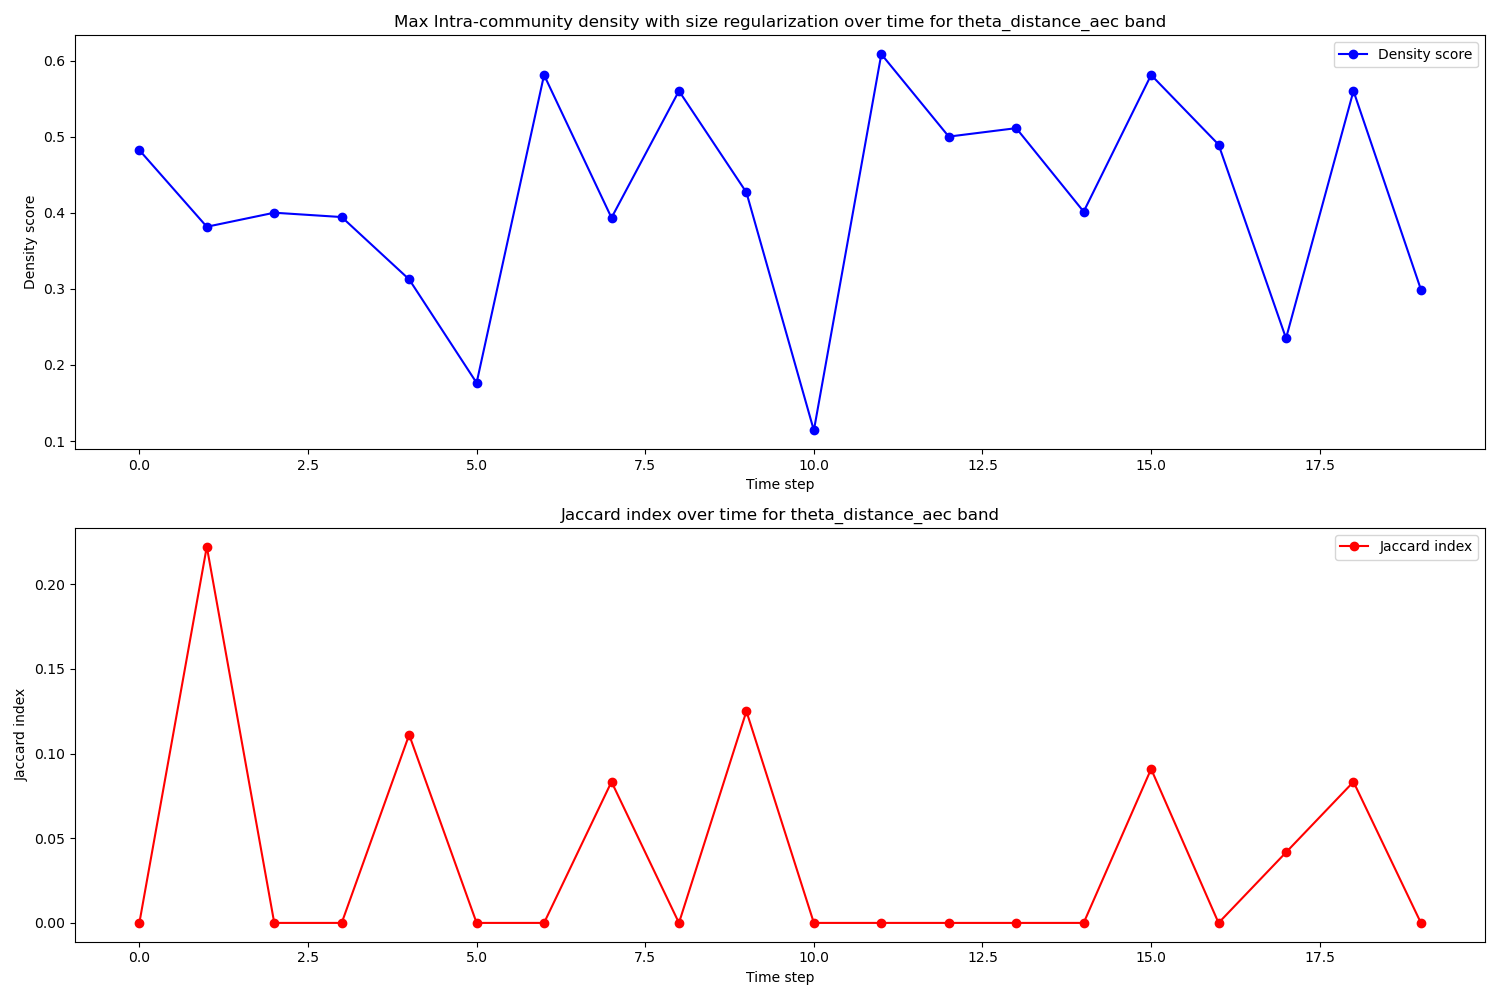 Max Intra-community density with size regularization over time for theta_distance_aec band
Density score
0.6
0.5
0.4
0.3
0.2
0.1
Density score
0.0 2.5 5.0 7.5 10.0 12.5 15.0 17.5
Time step
Jaccard index over time for theta_distance_aec band
Jaccard index
0.20
0.15
0.10
0.05
0.00
Jaccard index
0.0 2.5 5.0 7.5 10.0 12.5 15.0 17.5
Time step